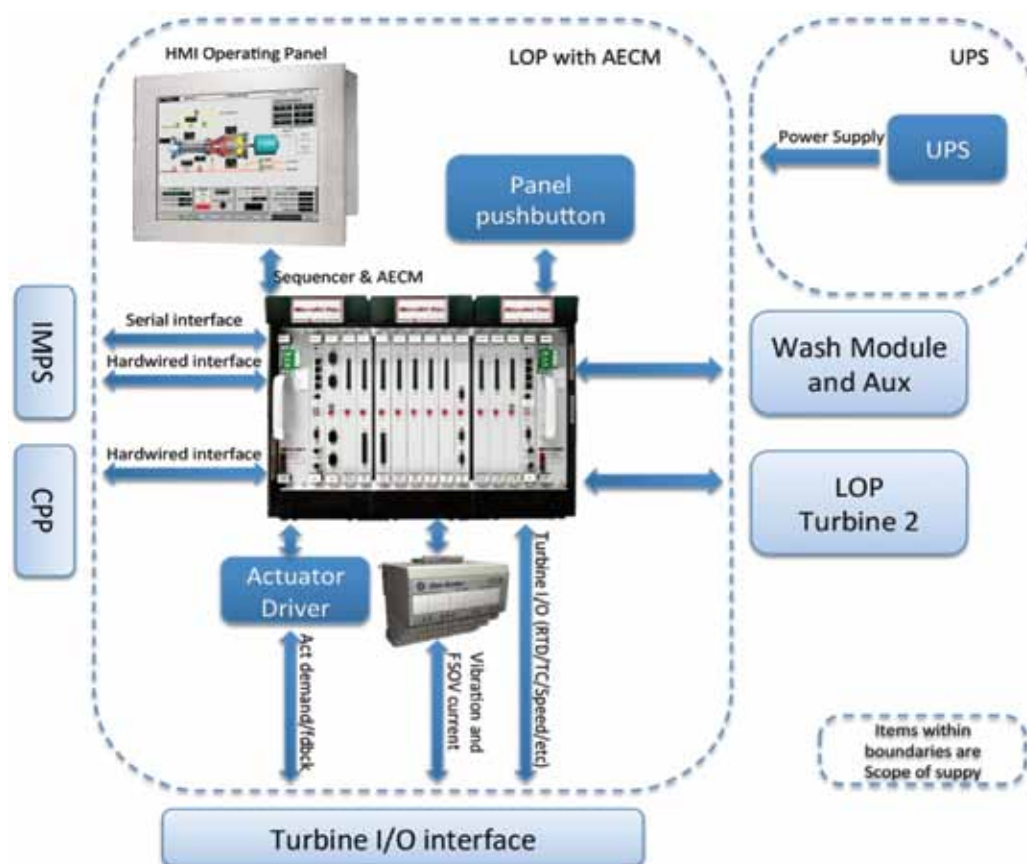 HMI Operating Panel
LOP with AECM
UPS
Power Supply
UPS
Panel
pushbutton
Sequencer & AECM
IMPS
Serial interface
Hardwired interface
CPP
Hardwired interface
Wash Module
and Aux
LOP
Turbine 2
Actuator
Driver
Act demand/fdbck
Vibration and
FSOV current
Turbine I/O (RTD/TC/Speed/etc)
Items within
boundaries are
Scope of suppy
Turbine I/O interface